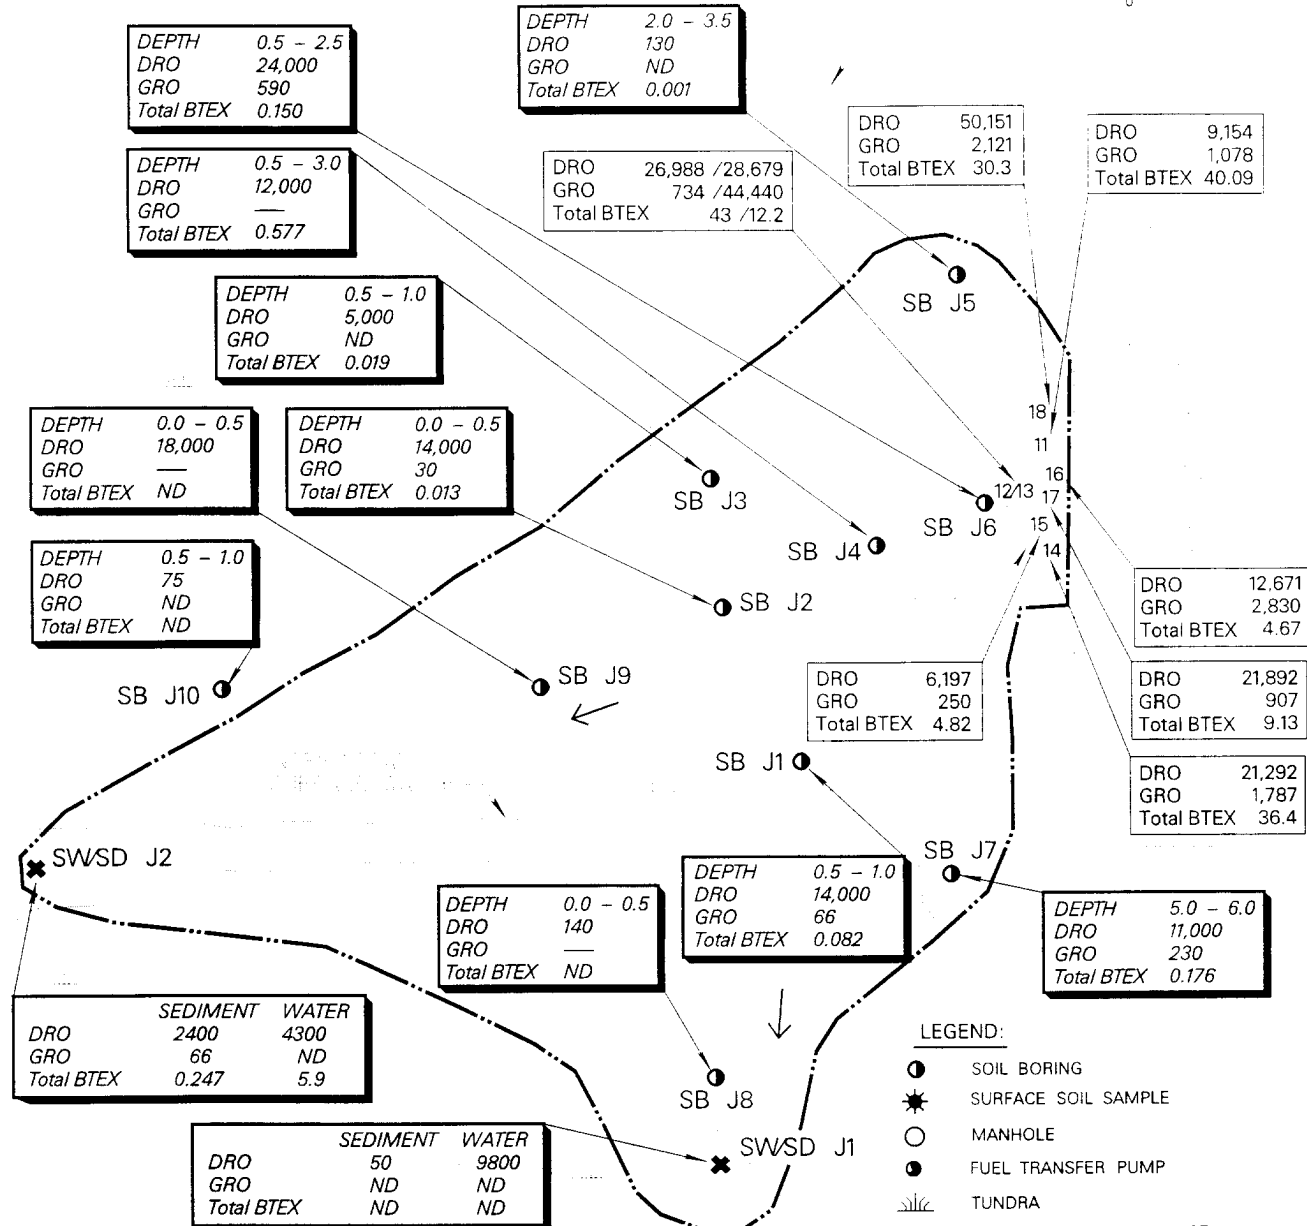 DEPTH 0.5 – 2.5
DRO 24,000
GRO 590
Total BTEX 0.150
DEPTH 2.0 – 3.5
DRO 130
GRO ND
Total BTEX 0.001
DRO 50,151
GRO 2,121
Total BTEX 30.3
DRO 9,154
GRO 1,078
Total BTEX 40.09
DEPTH 0.5 – 3.0
DRO 12,000
GRO —
Total BTEX 0.577
DRO 26,988 /28,679
GRO 734 /44,440
Total BTEX 43 /12.2
DEPTH 0.5 – 1.0
DRO 5,000
GRO ND
Total BTEX 0.019
SB J5
DEPTH 0.0 – 0.5
DRO 18,000
GRO —
Total BTEX ND
DEPTH 0.0 – 0.5
DRO 14,000
GRO 30
Total BTEX 0.013
18
11
16
12/13
17
15
14
SB J3
SB J6
SB J4
SB J2
DEPTH 0.5 – 1.0
DRO 75
GRO ND
Total BTEX ND
DRO 12,671
GRO 2,830
Total BTEX 4.67
SB J10
SB J9
DRO 6,197
GRO 250
Total BTEX 4.82
DRO 21,892
GRO 907
Total BTEX 9.13
SB J1
DRO 21,292
GRO 1,787
Total BTEX 36.4
SW/SD J2
SB J7
DEPTH 0.5 – 1.0
DRO 14,000
GRO 66
Total BTEX 0.082
DEPTH 0.0 – 0.5
DRO 140
GRO —
Total BTEX ND
DEPTH 5.0 – 6.0
DRO 11,000
GRO 230
Total BTEX 0.176
SEDIMENT WATER
DRO 2400 4300
GRO 66 ND
Total BTEX 0.247 5.9
SB J8
SEDIMENT WATER
DRO 50 9800
GRO ND ND
Total BTEX ND ND
SW/SD J1
LEGEND:
SOIL BORING
SURFACE SOIL SAMPLE
MANHOLE
FUEL TRANSFER PUMP
TUNDRA